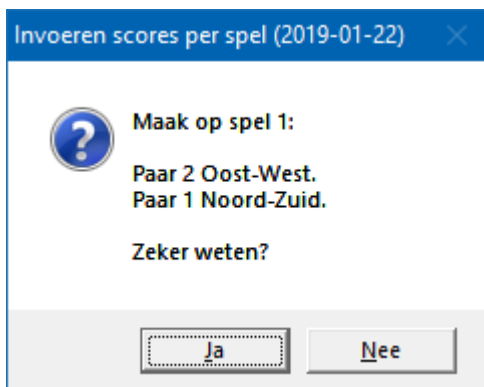 Invoeren scores per spel (2019-01-22)
Maak op spel 1:
Paar 2 Oost-West.
Paar 1 Noord-Zuid.
Zeker weten?
Ja
Nee